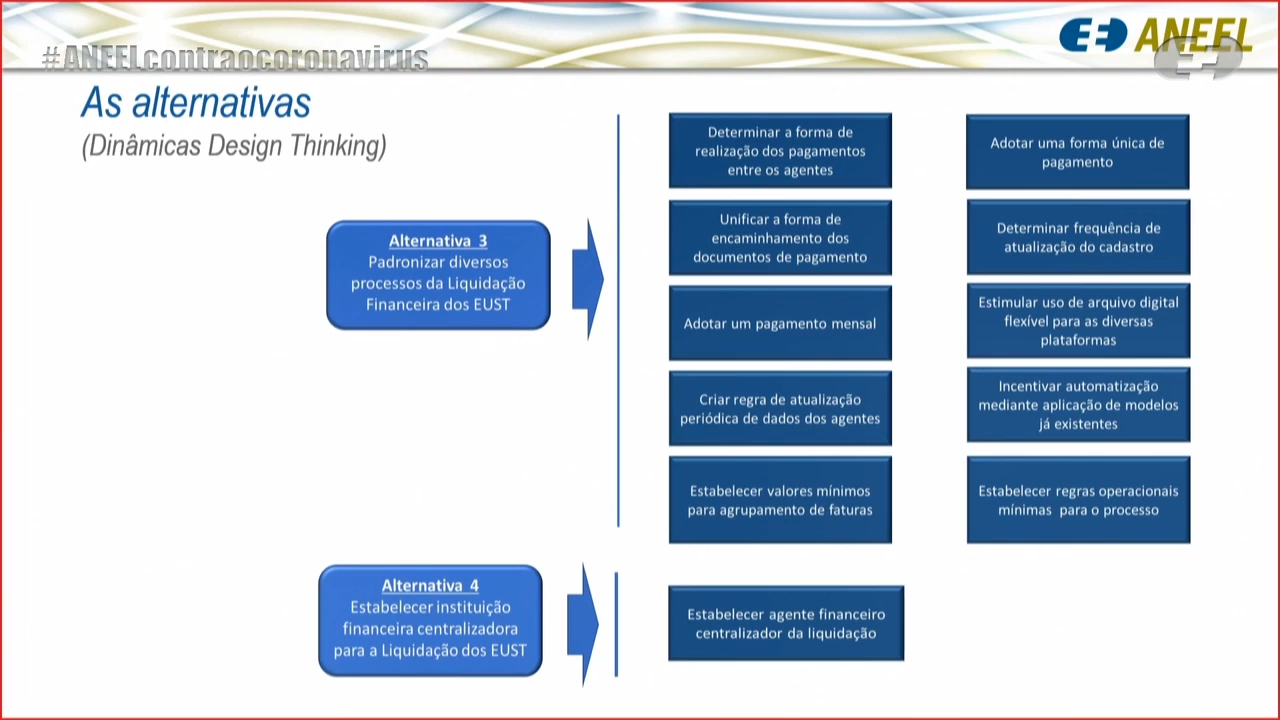 #ANEELcontraocoronavirus
ANEEL
As alternativas
(Dinâmicas Design Thinking)
Alternativa 3
Padronizar diversos
processos da Liquidação
Financeira dos EUST
Determinar a forma de
realização dos pagamentos
entre os agentes
Adotar uma forma única de
pagamento
Unificar a forma de
encaminhamento dos
documentos de pagamento
Determinar frequência de
atualização do cadastro
Adotar um pagamento mensal
Estimular uso de arquivo digital
flexível para as diversas
plataformas
Criar regra de atualização
periódica de dados dos agentes
Incentivar automatização
mediante aplicação de modelos
já existentes
Estabelecer valores mínimos
para agrupamento de faturas
Estabelecer regras operacionais
mínimas para o processo
Alternativa 4
Estabelecer instituição
financeira centralizadora
para a Liquidação dos EUST
Estabelecer agente financeiro
centralizador da liquidação